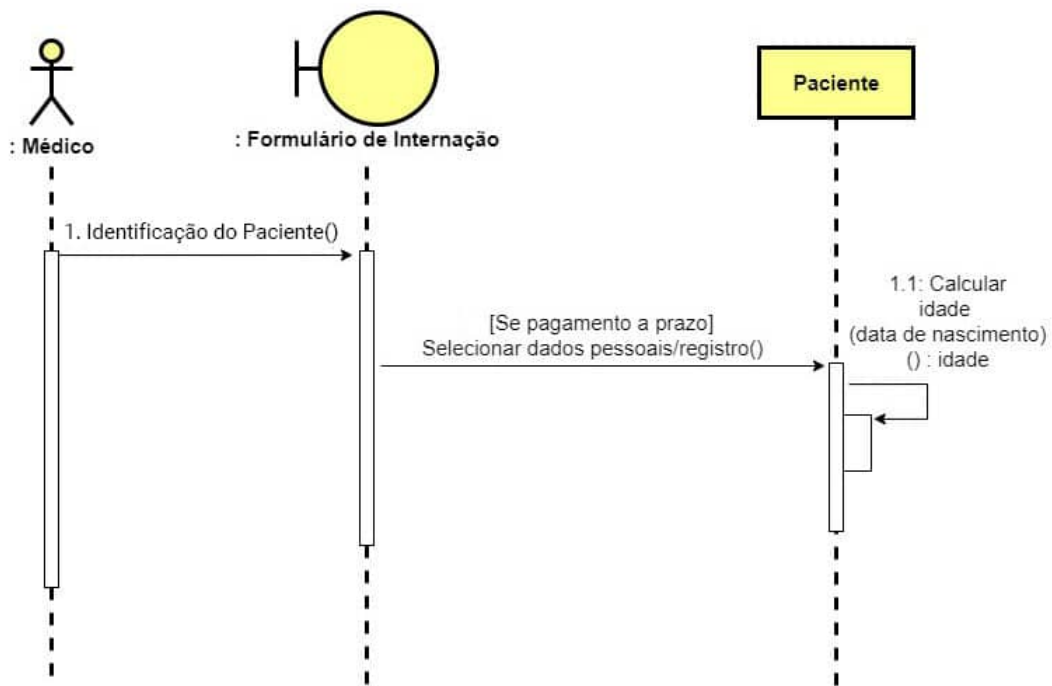 : Médico
: Formulário de Internação
Paciente
1. Identificação do Paciente()
[Se pagamento a prazo]
Selecionar dados pessoais/registro()
1.1: Calcular
idade
(data de nascimento)
() : idade